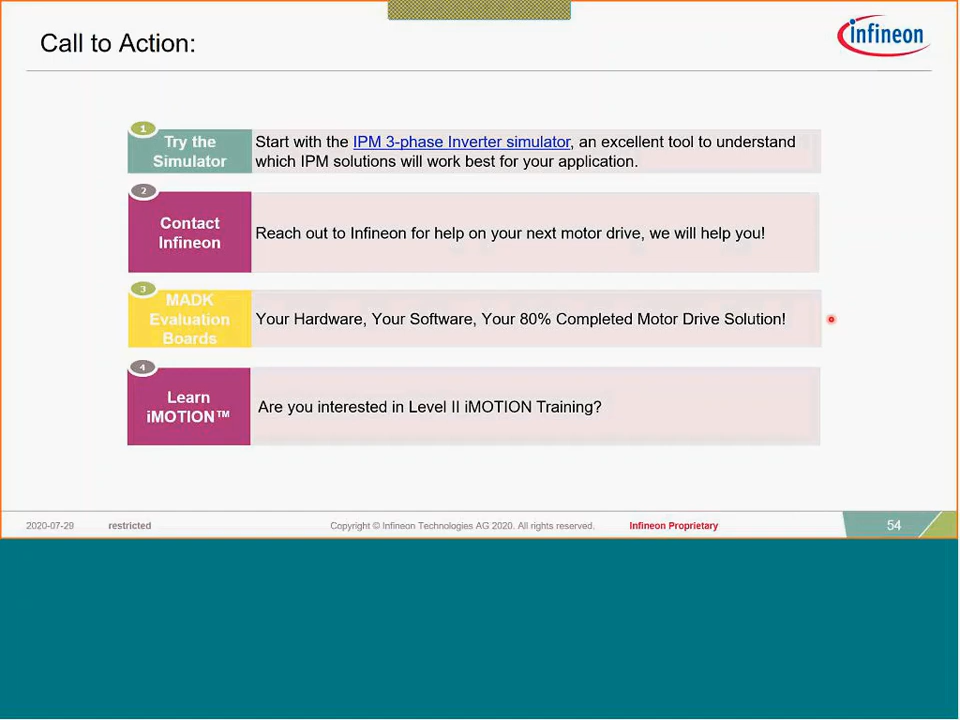 Call to Action:
infineon
1
Try the
Simulator
Start with the IPM 3-phase Inverter simulator, an excellent tool to understand
which IPM solutions will work best for your application.
2
Contact
Infineon
Reach out to Infineon for help on your next motor drive, we will help you!
3
MADK
Evaluation
Boards
Your Hardware, Your Software, Your 80% Completed Motor Drive Solution!
4
Learn
iMOTION™
Are you interested in Level II iMOTION Training?
2020-07-29 restricted Copyright © Infineon Technologies AG 2020. All rights reserved. Infineon Proprietary 54